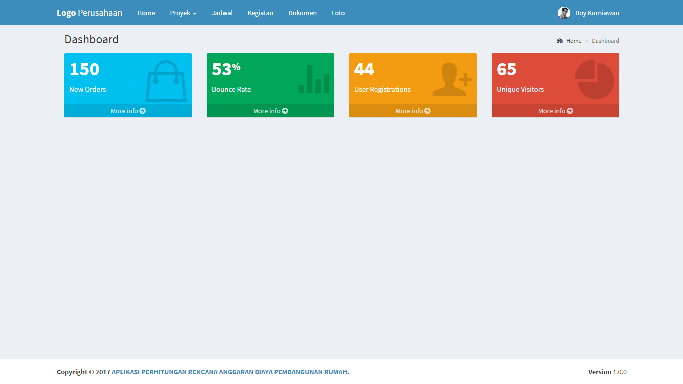 Logo Perusahaan Home Proyek Jadwal Kegiatan Dokumen Foto Roy Kurniawan
Dashboard
Home > Dashboard
150
New Orders
More info
53%
Bounce Rate
More info
44
User Registrations
More info
65
Unique Visitors
More info
Copyright © 2017 APLIKASI PERHITUNGAN RENCANA ANGGARAN BIAYA PEMBANGUNAN RUMAH. Version 1.0.0